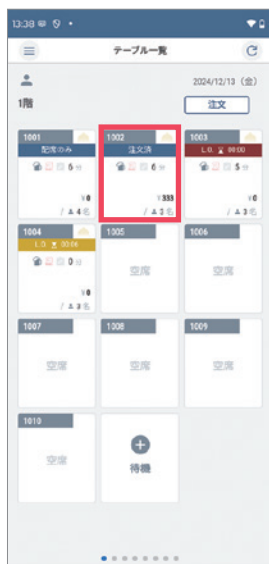 13:38
テーブル一覧
2024/12/13 (金)
1階
注文
1001
配席のみ
6分
¥0
/ 4名
1002
注文済
6分
¥333
/ 3名
1003
L.O. 00:00
5分
¥0
/ 3名
1004
L.O. 00:06
0分
¥0
/ 3名
1005
空席
1006
空席
1007
空席
1008
空席
1009
空席
1010
空席
待機